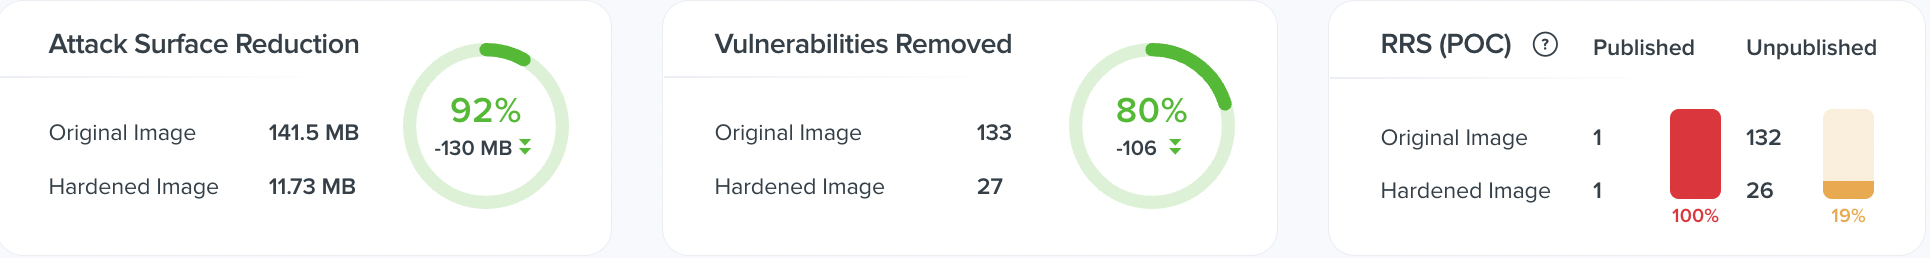 Attack Surface Reduction
Original Image 141.5 MB
Hardened Image 11.73 MB
92%
-130 MB
Vulnerabilities Removed
Original Image 133
Hardened Image 27
80%
-106
RRS (POC) ? Published Unpublished
Original Image 1 132
Hardened Image 1 26
100% 19%